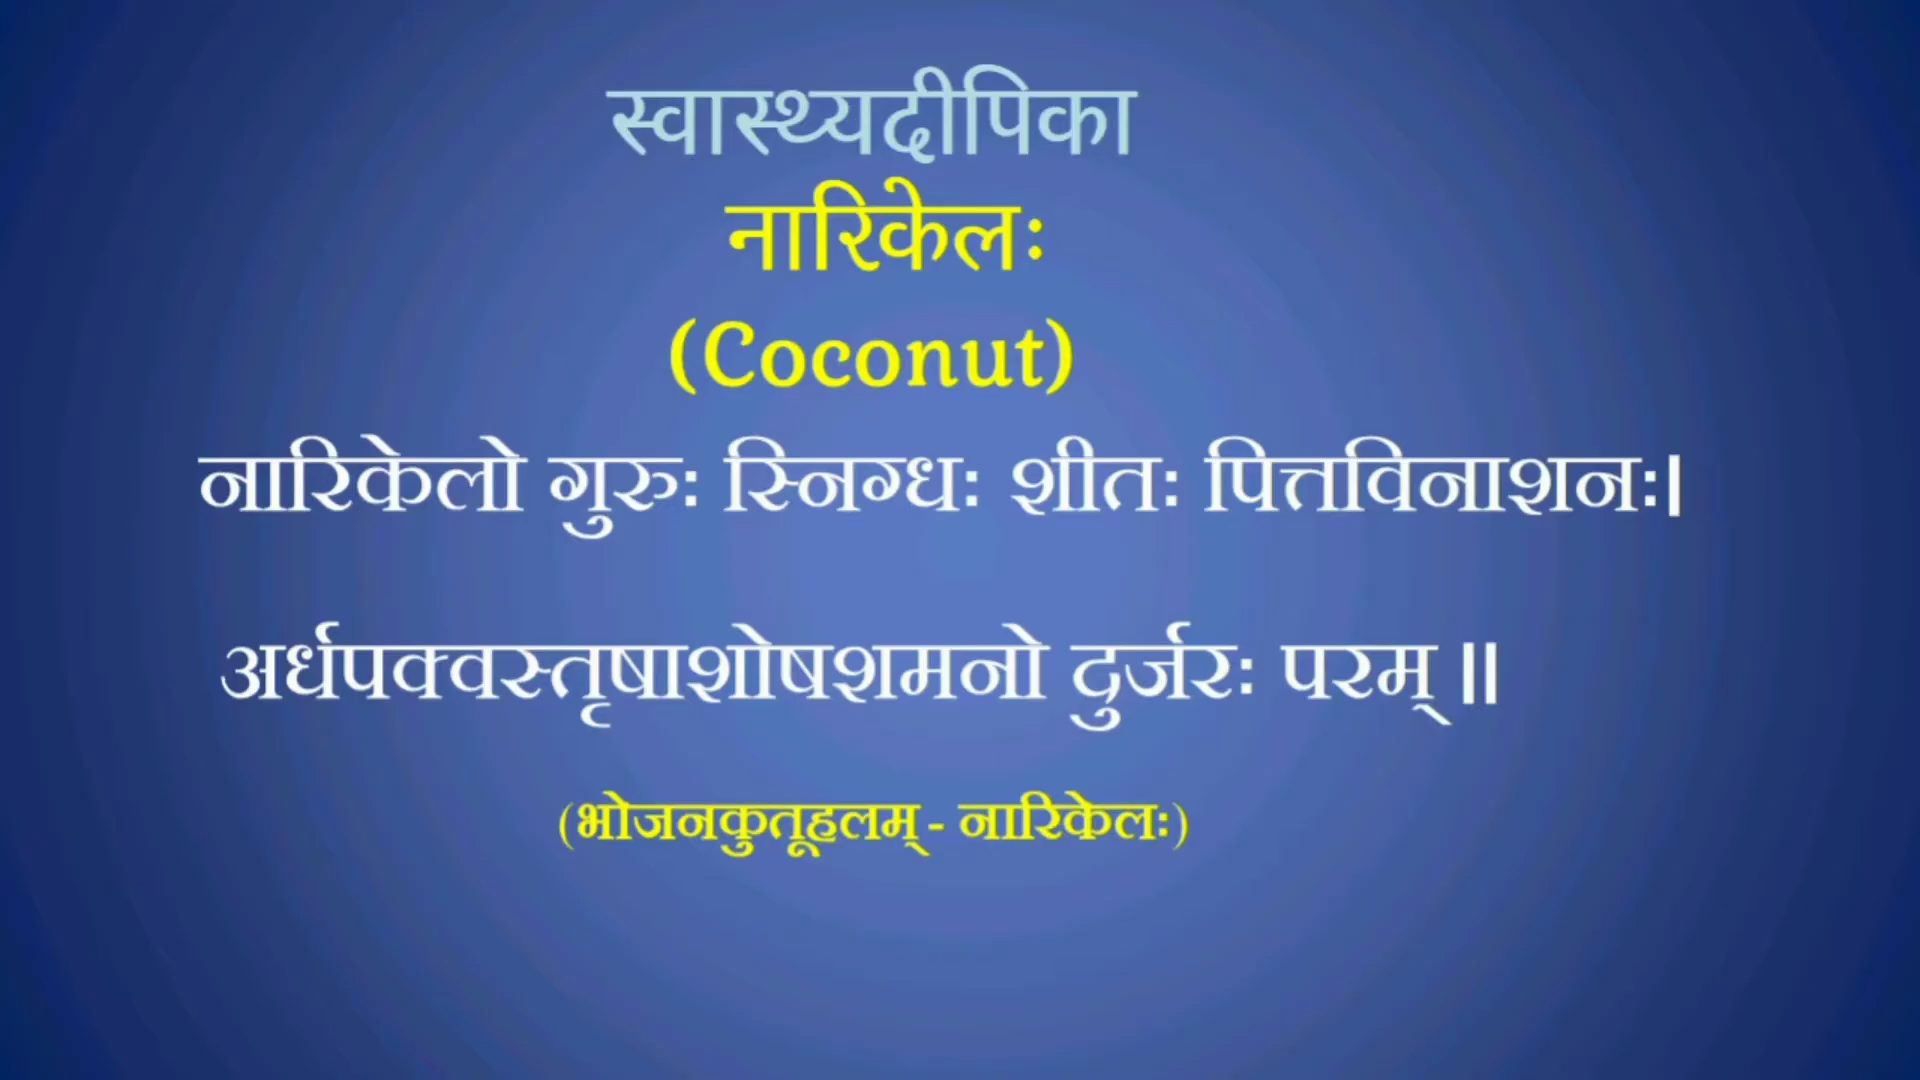 स्वास्थ्यदीपिका
नारिकेलः
(Coconut)
नारिकेलो गुरुः स्निग्धः शीतः पित्तविनाशनः।
अर्धपक्वस्तृषाशोषशमनो दुर्जरः परम् ॥
(भोजनकुतूहलम् - नारिकेलः)